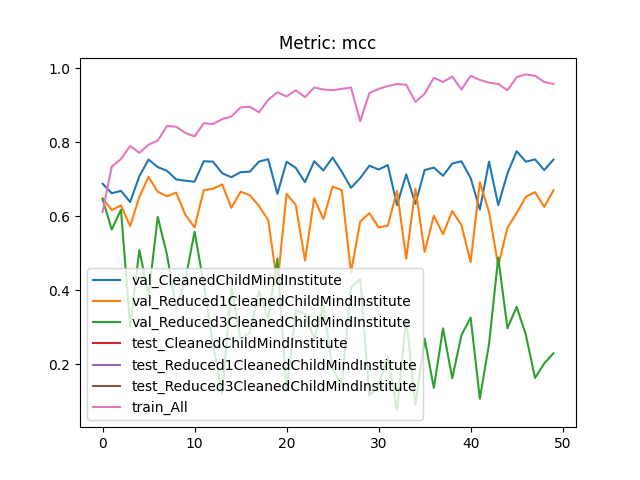 Metric: mcc
1.0
0.8
0.6
0.4
0.2
val_CleanedChildMindInstitute
val_Reduced1CleanedChildMindInstitute
val_Reduced3CleanedChildMindInstitute
test_CleanedChildMindInstitute
test_Reduced1CleanedChildMindInstitute
test_Reduced3CleanedChildMindInstitute
train_All
0 10 20 30 40 50